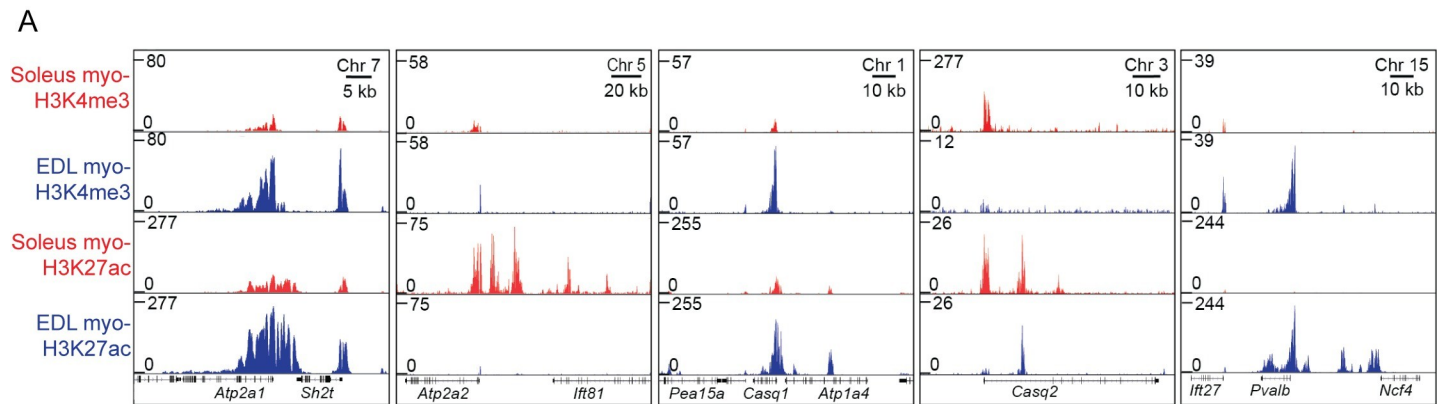 A
Soleus myo-
H3K4me3
EDL myo-
H3K4me3
Soleus myo-
H3K27ac
EDL myo-
H3K27ac
80
0
Chr 7
5 kb
80
0
277
0
277
0
Atp2a1 Sh2t
58
0
Chr 5
20 kb
58
0
75
0
75
0
Atp2a2 Ift81
57
0
Chr 1
10 kb
57
0
255
0
255
0
Pea15a Casq1 Atp1a4
277
0
Chr 3
10 kb
12
0
26
0
26
0
Casq2
39
0
Chr 15
10 kb
39
0
244
0
244
0
Ift27 Pvalb Ncf4